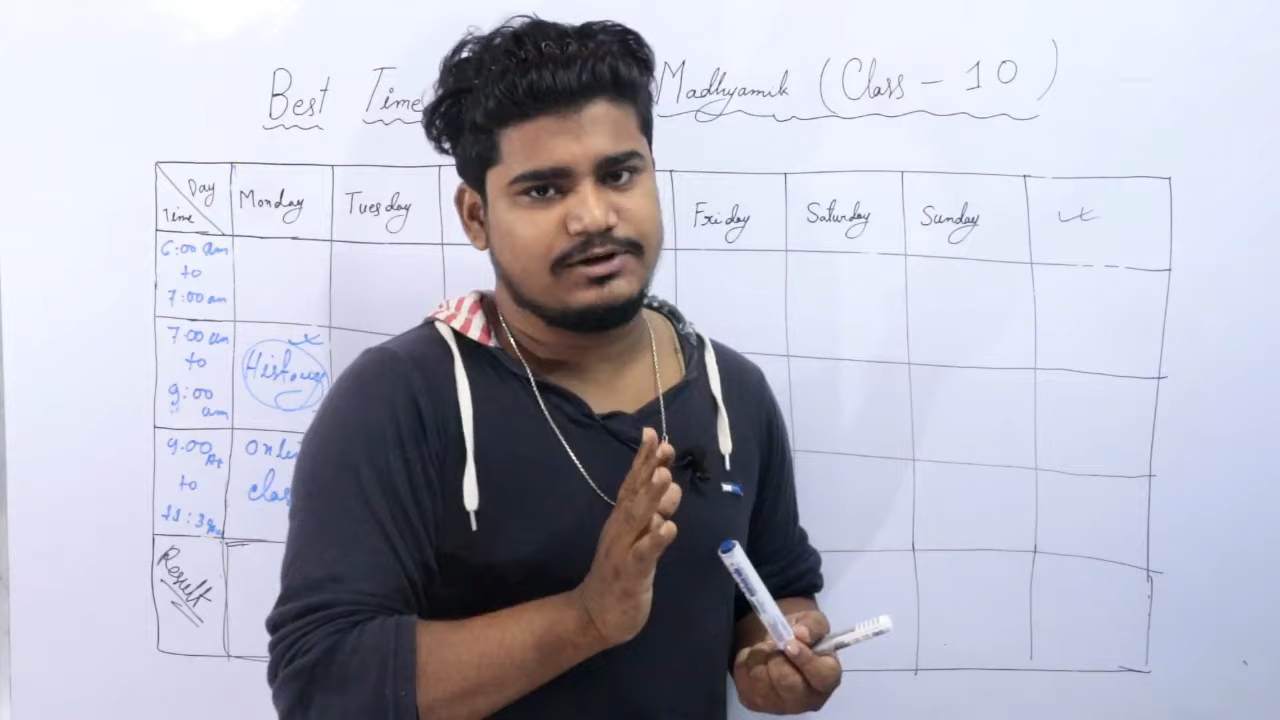 Best Time Madhyamik (Class - 10)
Day
Time
Monday
Tuesday
Friday
Saturday
Sunday
6:00 am
to
7:00 am
7:00 am
to
9:00
am
History
9:00
to
Result